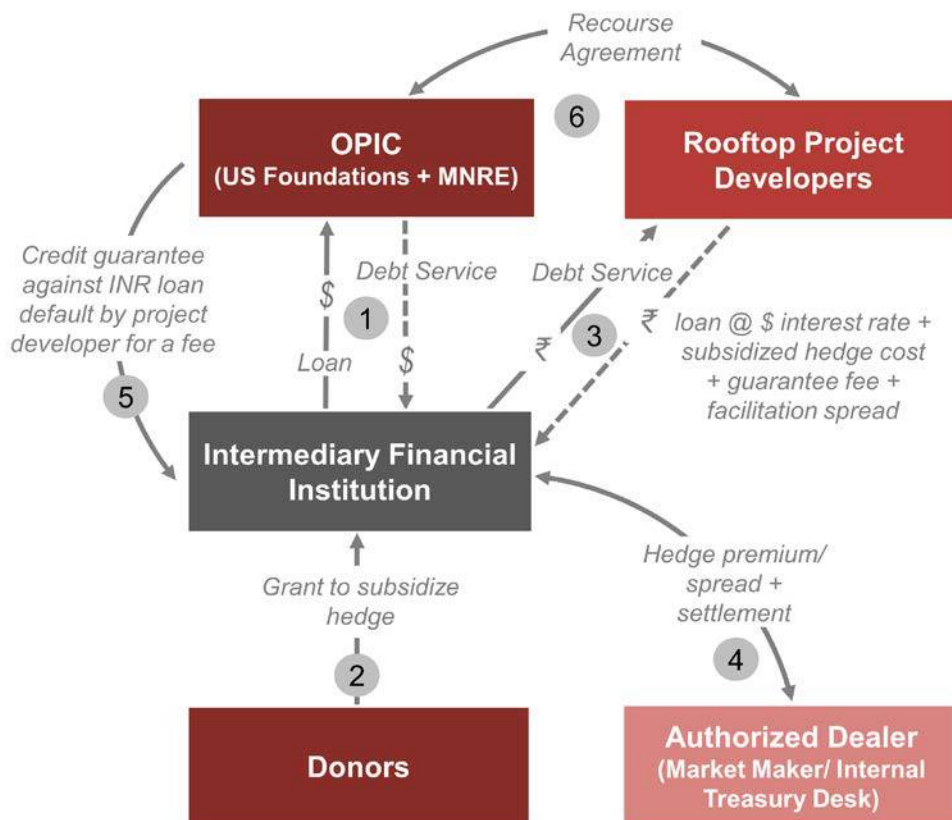 Recourse
Agreement
6
OPIC
(US Foundations + MNRE)
Rooftop Project
Developers
Credit guarantee
against INR loan
default by project
developer for a fee
5
$
Loan
1
Debt Service
$
Debt Service
₹
3
₹
loan @ $ interest rate +
subsidized hedge cost
+ guarantee fee +
facilitation spread
Intermediary Financial
Institution
Grant to subsidize
hedge
2
Hedge premium/
spread +
settlement
4
Donors
Authorized Dealer
(Market Maker/ Internal
Treasury Desk)